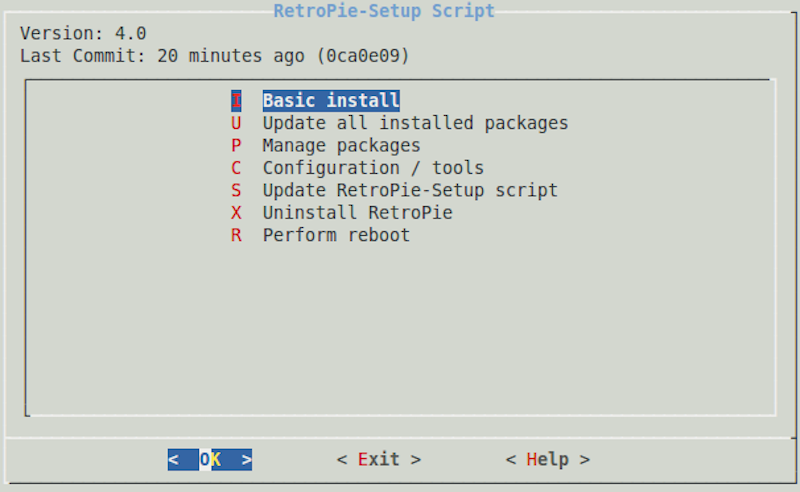 RetroPie-Setup Script
Version: 4.0
Last Commit: 20 minutes ago (0ca0e09)
I Basic install
U Update all installed packages
P Manage packages
C Configuration / tools
S Update RetroPie-Setup script
X Uninstall RetroPie
R Perform reboot
< OK > < Exit > < Help >